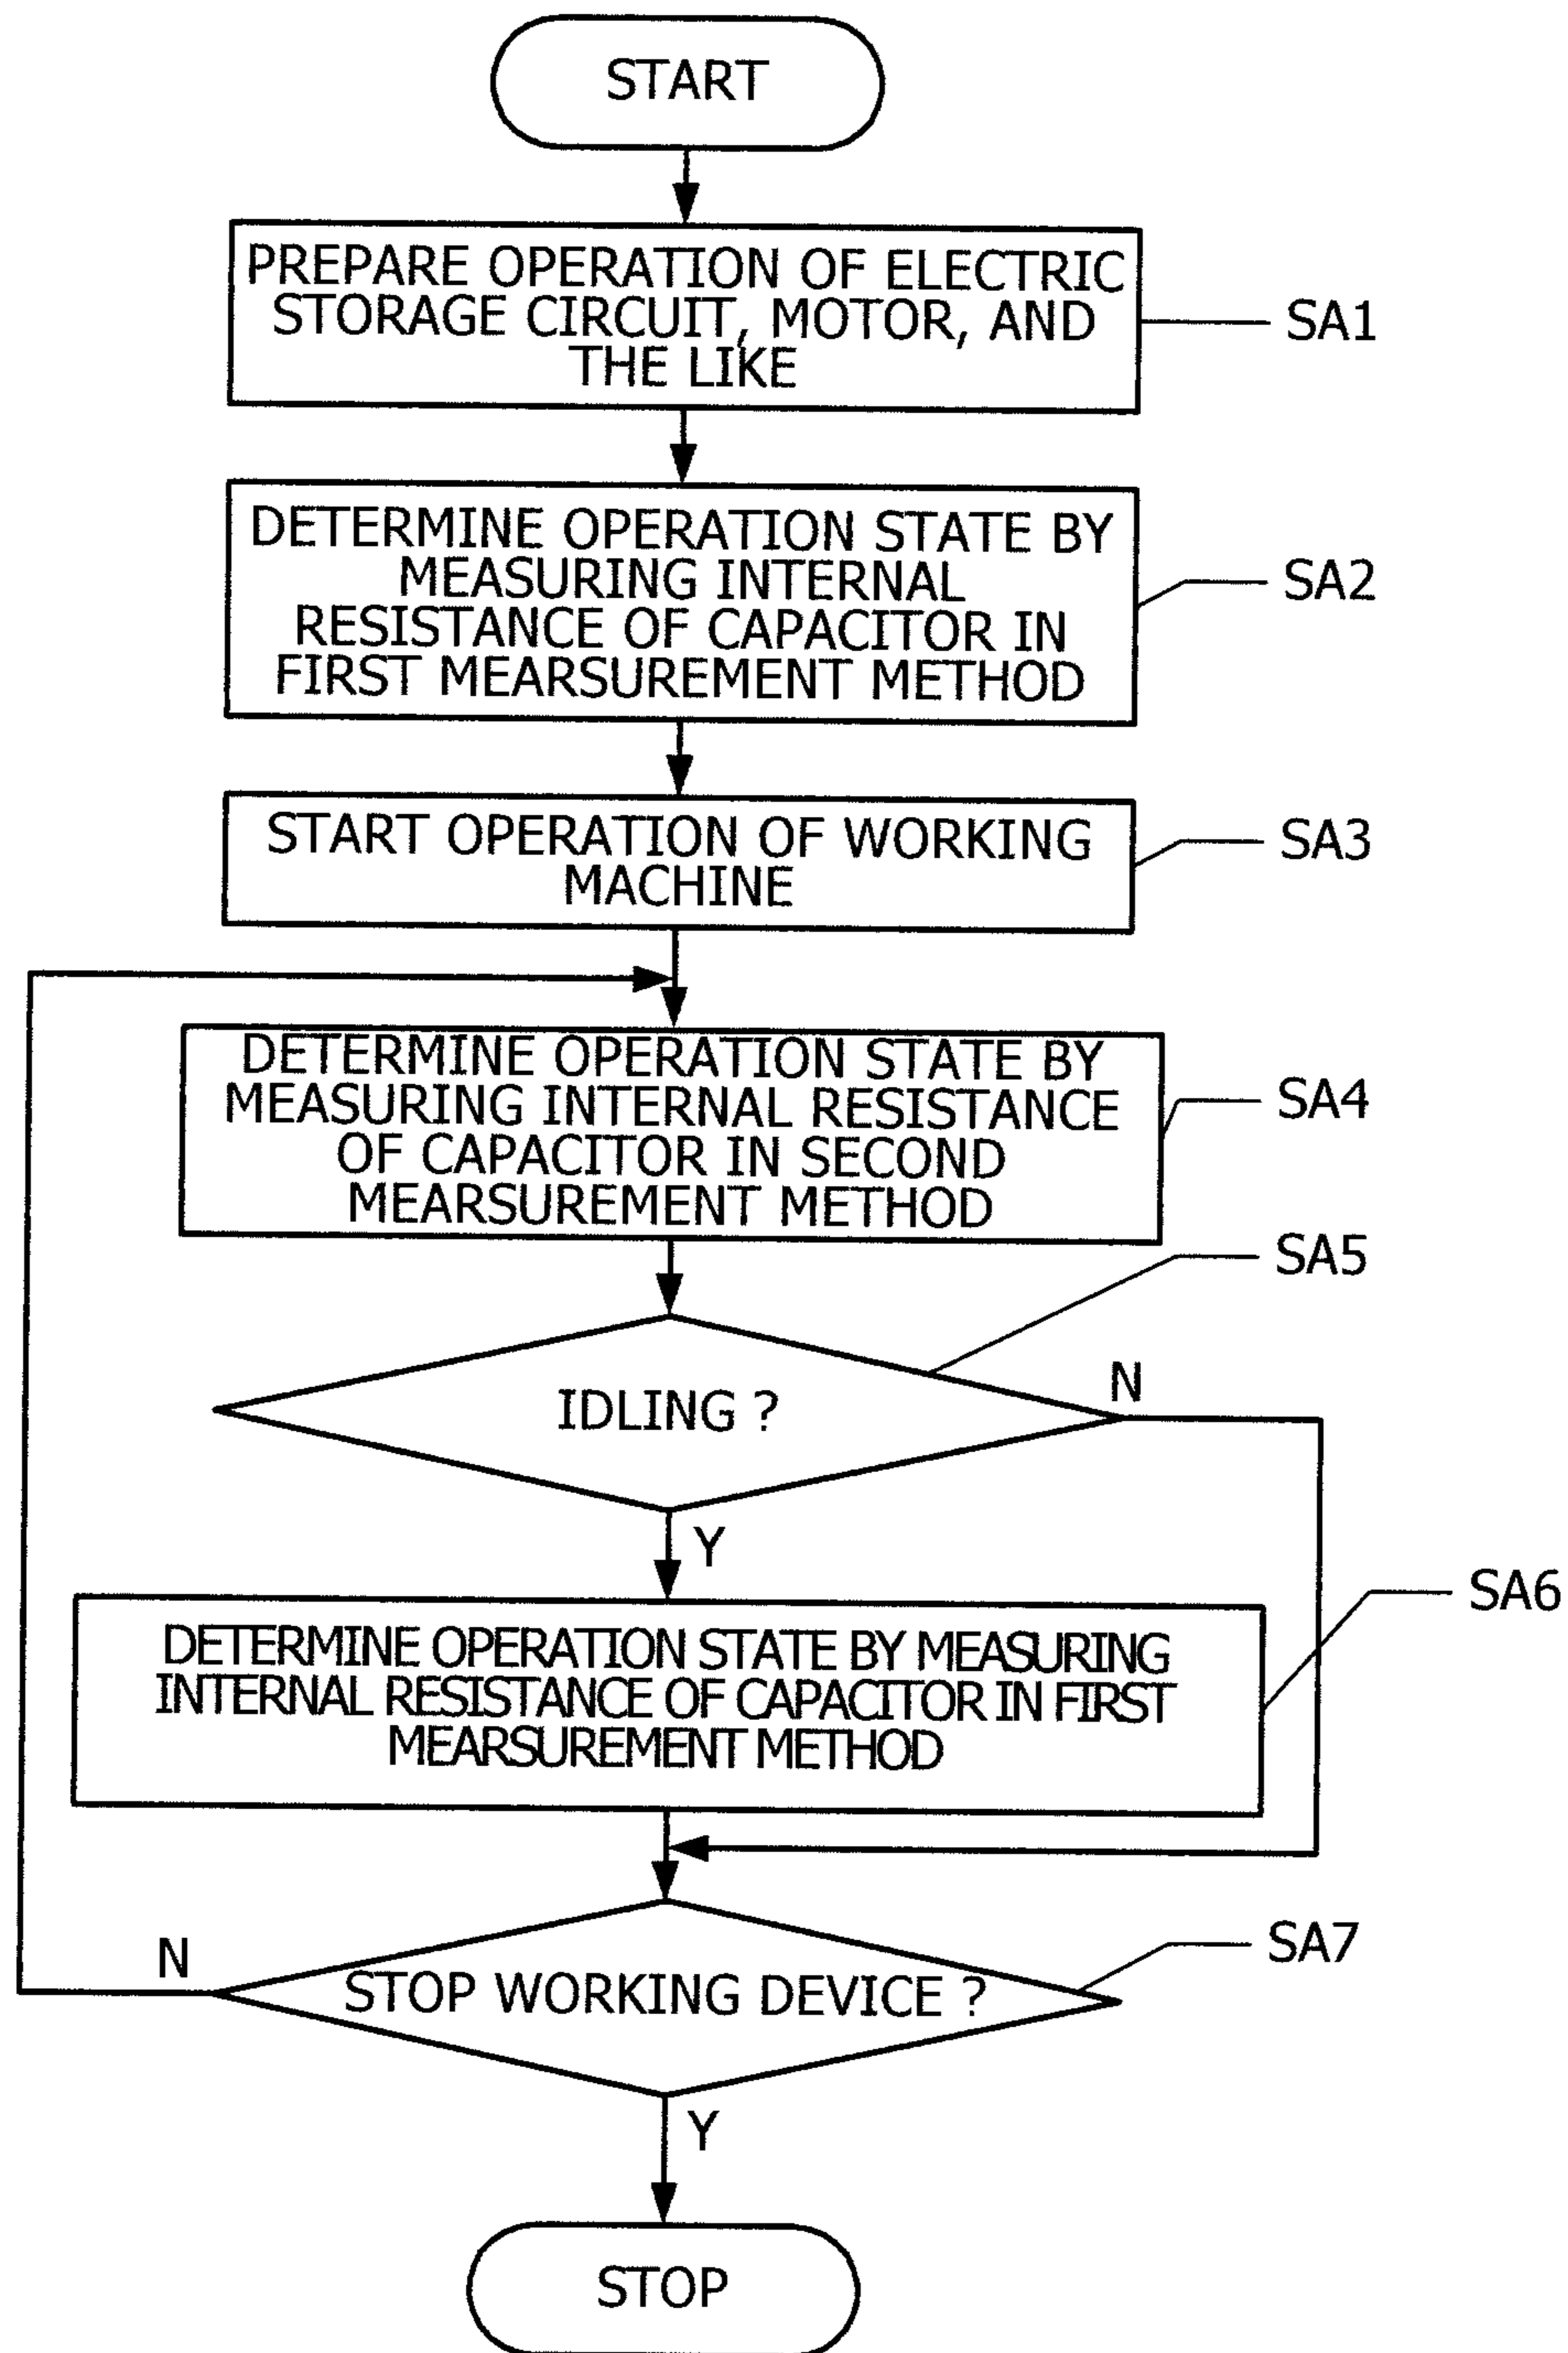 START
PREPARE OPERATION OF ELECTRIC
STORAGE CIRCUIT, MOTOR, AND
THE LIKE
SA1
DETERMINE OPERATION STATE BY
MEASURING INTERNAL
RESISTANCE OF CAPACITOR IN
FIRST MEARSUREMENT METHOD
SA2
START OPERATION OF WORKING
MACHINE
SA3
DETERMINE OPERATION STATE BY
MEASURING INTERNAL RESISTANCE
OF CAPACITOR IN SECOND
MEARSUREMENT METHOD
SA4
SA5
IDLING ?
N
Y
DETERMINE OPERATION STATE BY MEASURING
INTERNAL RESISTANCE OF CAPACITOR IN FIRST
MEARSUREMENT METHOD
SA6
N
STOP WORKING DEVICE ?
SA7
Y
STOP